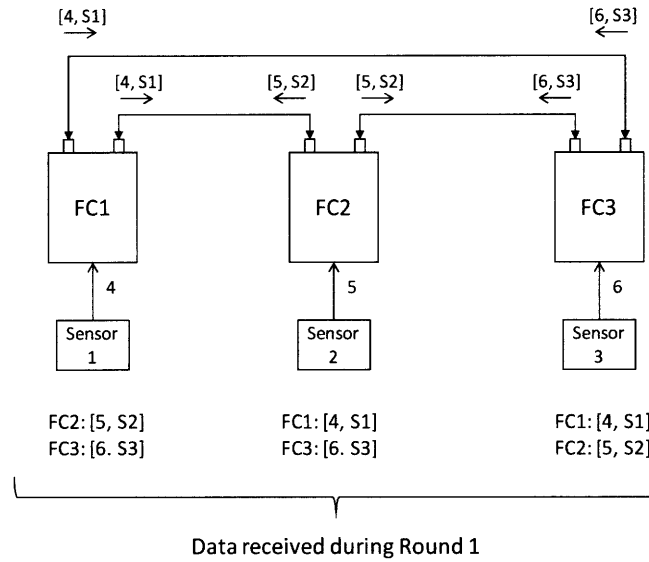 [4, S1] [6, S3]
[4, S1] [5, S2] [5, S2] [6, S3]
FC1 FC2 FC3
4 5 6
Sensor 1 Sensor 2 Sensor 3
FC2: [5, S2] FC1: [4, S1] FC1: [4, S1]
FC3: [6. S3] FC3: [6. S3] FC2: [5, S2]
Data received during Round 1